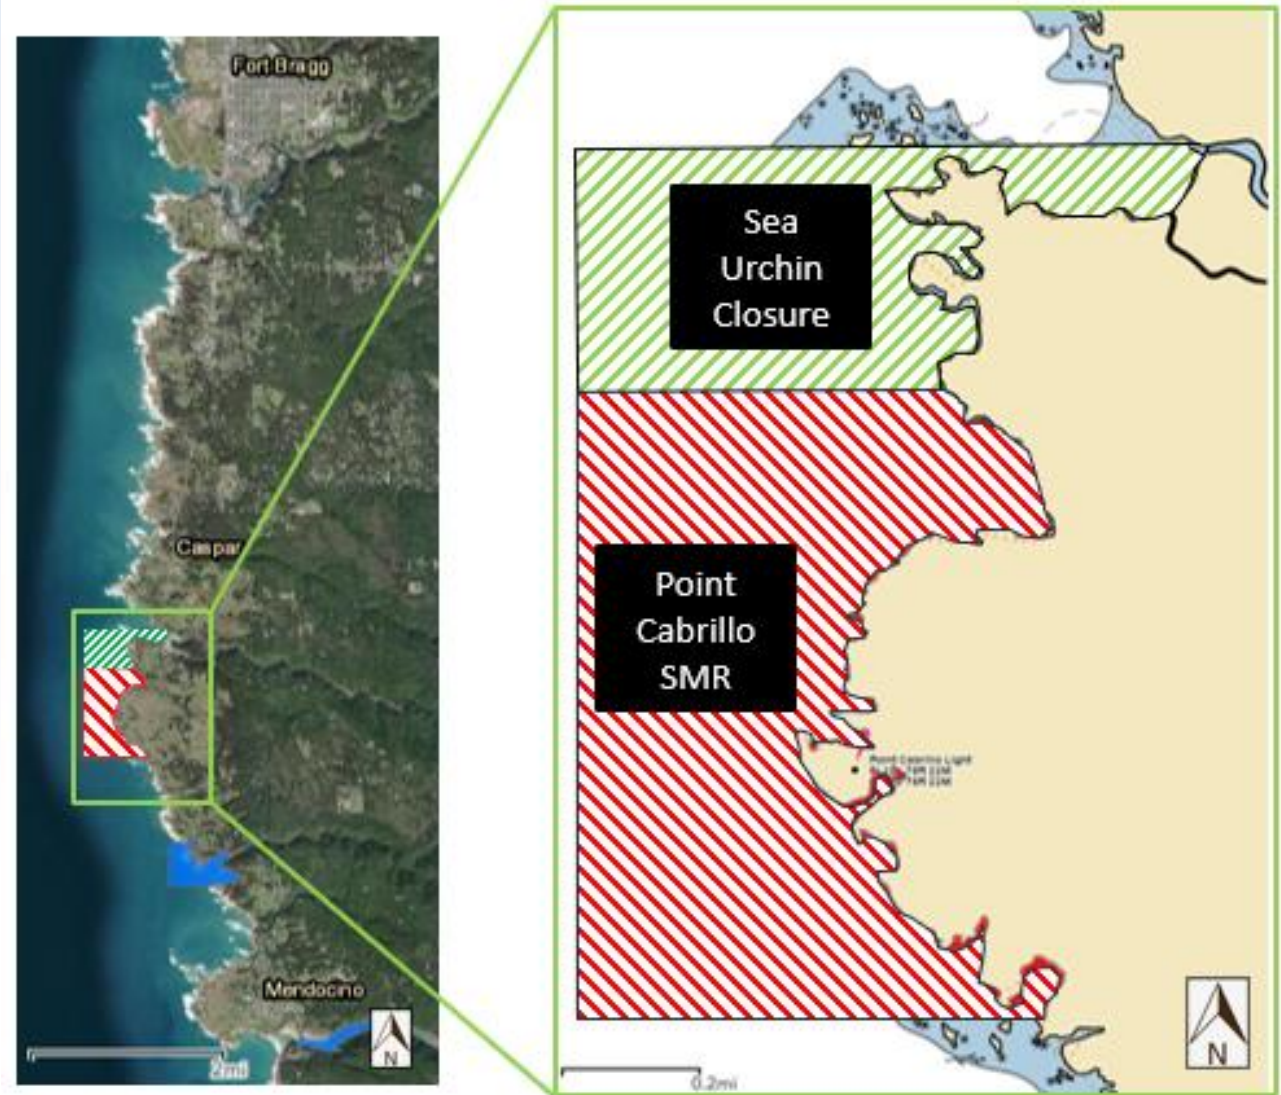 Fort Bragg
Caspar
Mendocino
N
2mi
Sea
Urchin
Closure
Point
Cabrillo
SMR
Point Cabrillo Light
N
0.2mi